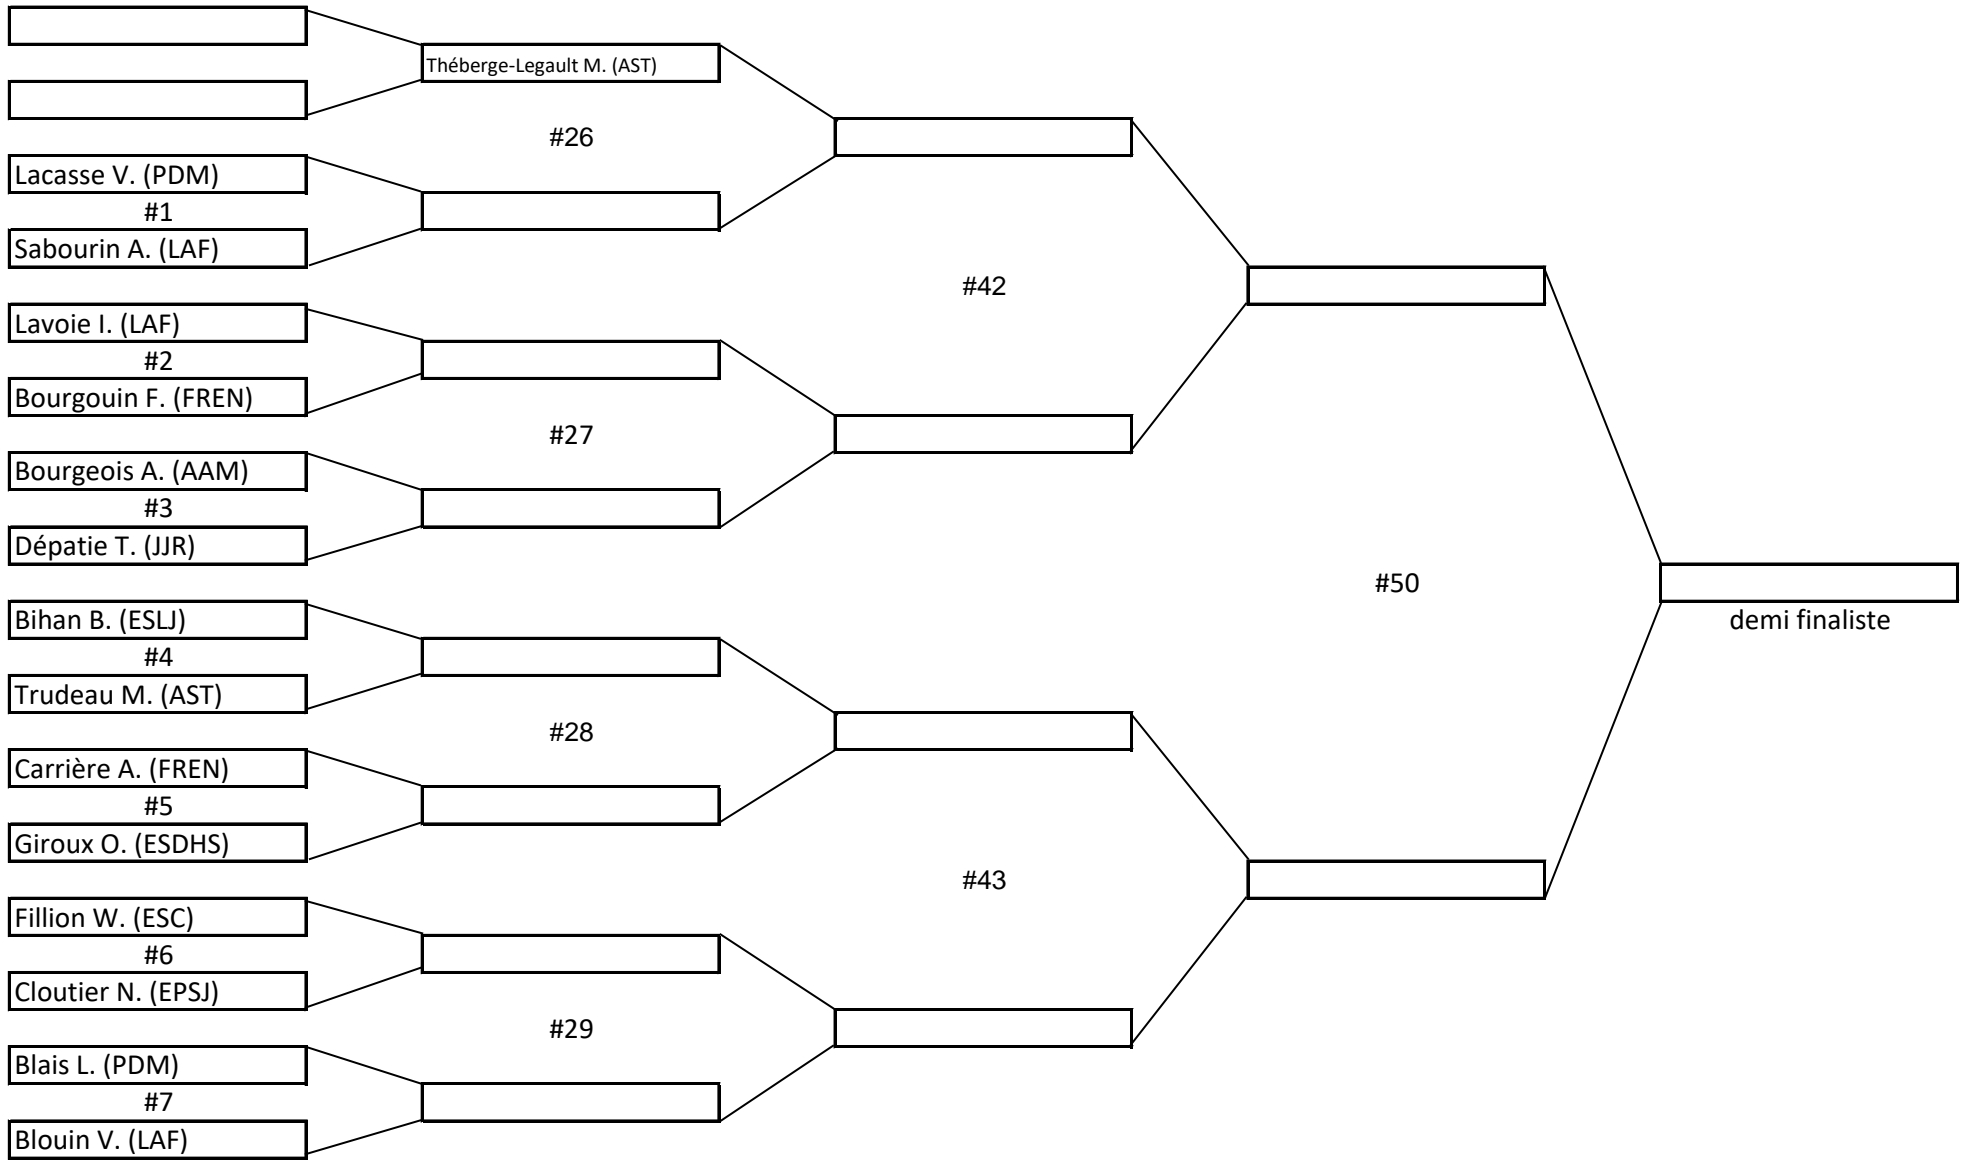 Théberge-Legault M. (AST)
#26
Lacasse V. (PDM)
#1
Sabourin A. (LAF)
#42
Lavoie I. (LAF)
#2
Bourgouin F. (FREN)
#27
Bourgeois A. (AAM)
#3
Dépatie T. (JJR)
#50
demi finaliste
Bihan B. (ESLJ)
#4
Trudeau M. (AST)
#28
Carrière A. (FREN)
#5
Giroux O. (ESDHS)
#43
Fillion W. (ESC)
#6
Cloutier N. (EPSJ)
#29
Blais L. (PDM)
#7
Blouin V. (LAF)